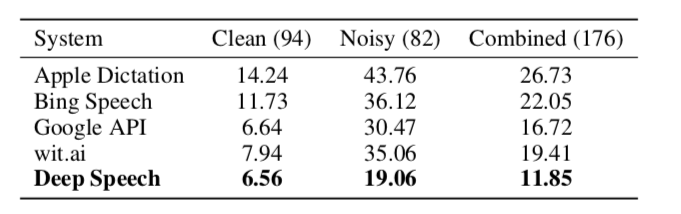 System Clean (94) Noisy (82) Combined (176)
Apple Dictation 14.24 43.76 26.73
Bing Speech 11.73 36.12 22.05
Google API 6.64 30.47 16.72
wit.ai 7.94 35.06 19.41
Deep Speech 6.56 19.06 11.85